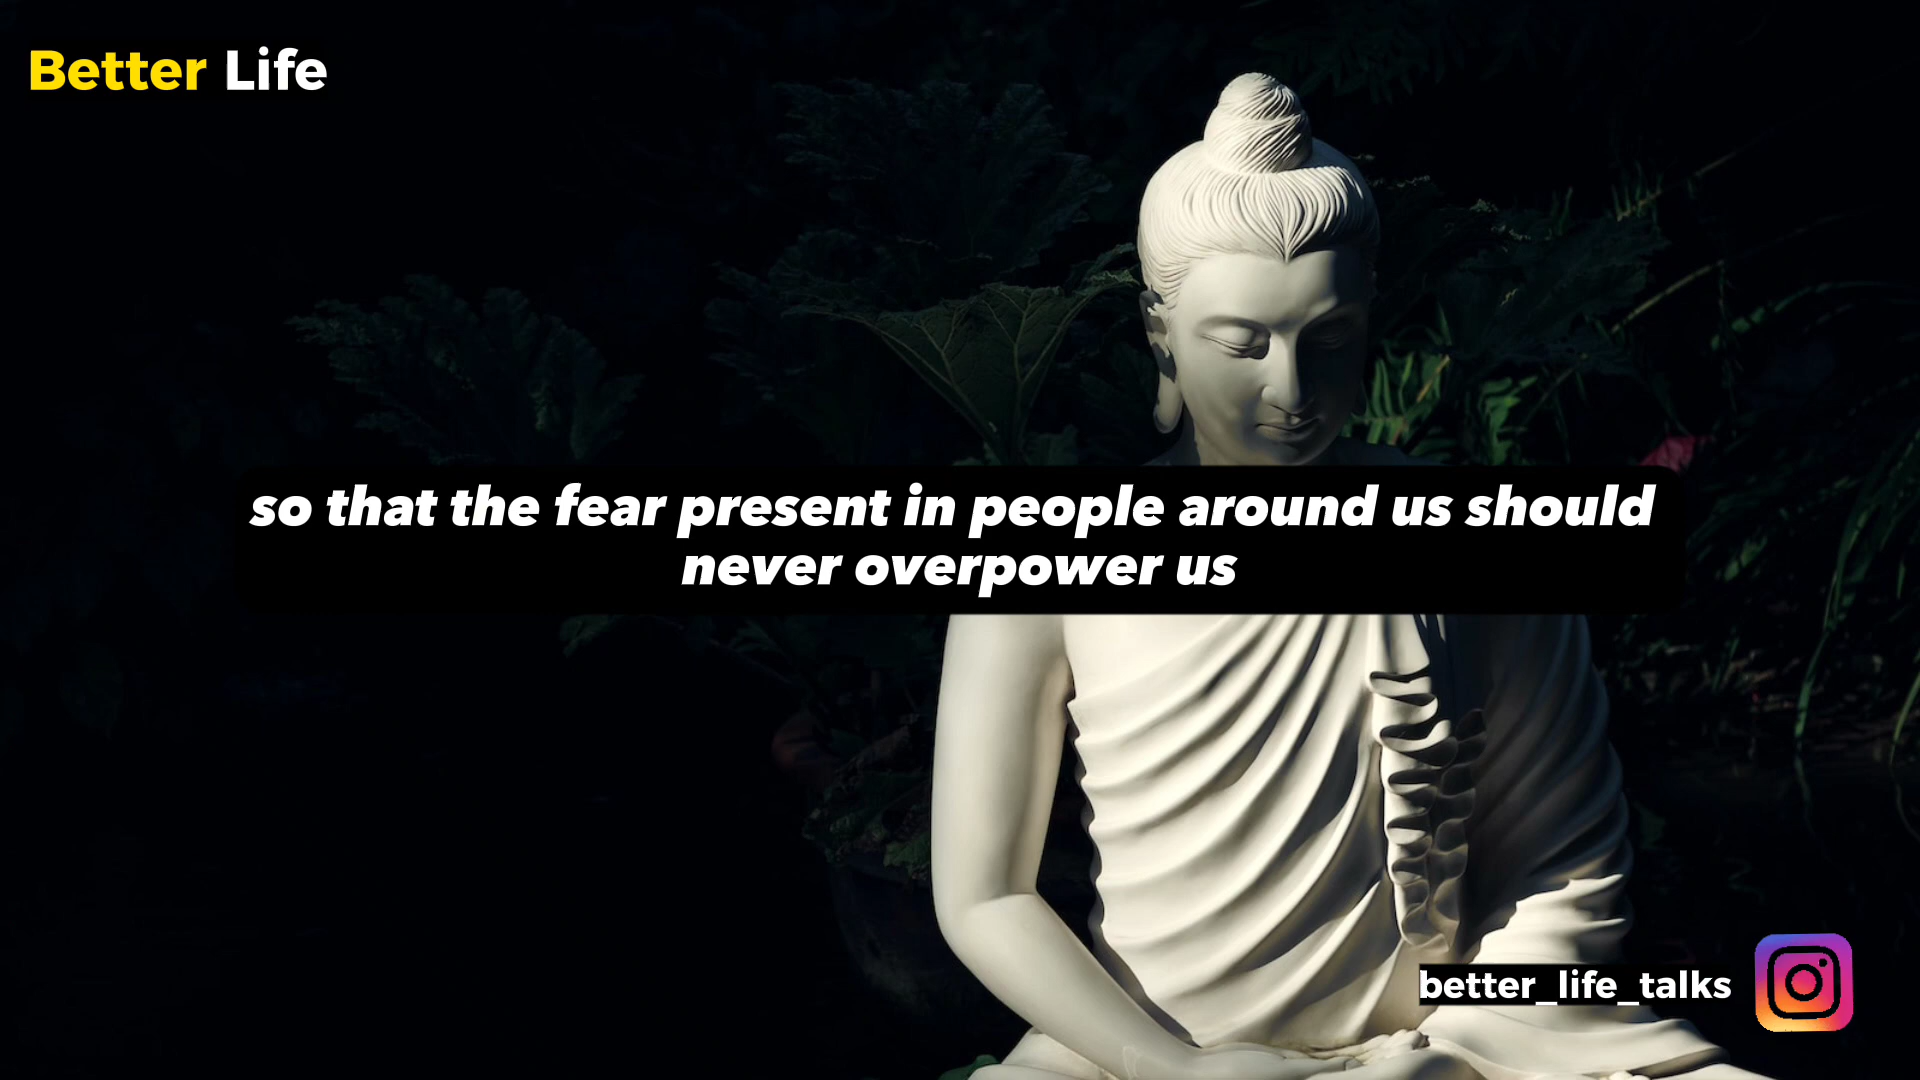 Better Life
so that the fear present in people around us should
never overpower us
better_life_talks